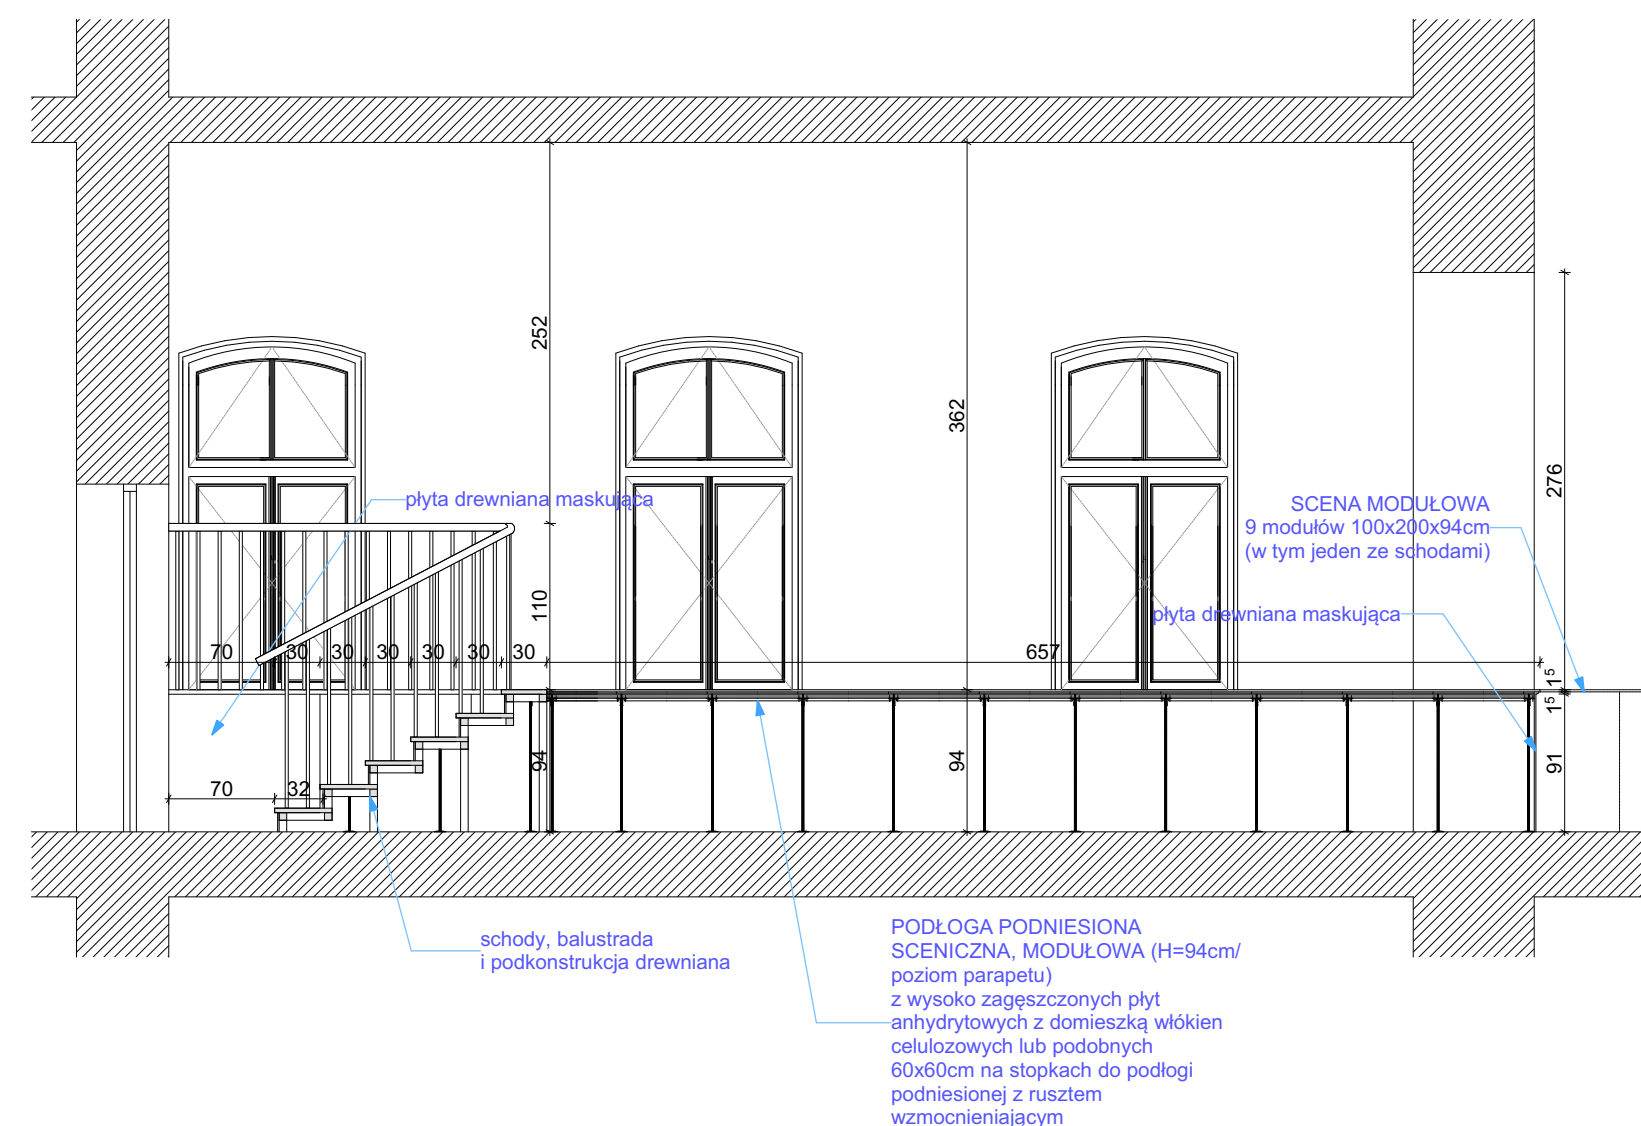 252
362
276
płyta drewniana maskująca
SCENA MODUŁOWA
9 modułów 100x200x94cm
(w tym jeden ze schodami)
110
płyta drewniana maskująca
70
30
30
30
30
30
30
657
1⁵
1⁵
94
94
91
70
32
schody, balustrada
i podkonstrukcja drewniana
PODŁOGA PODNIESIONA
SCENICZNA, MODUŁOWA (H=94cm/
poziom parapetu)
z wysoko zagęszczonych płyt
anhydrytowych z domieszką włókien
celulozowych lub podobnych
60x60cm na stopkach do podłogi
podniesionej z rusztem
wzmocnieniającym